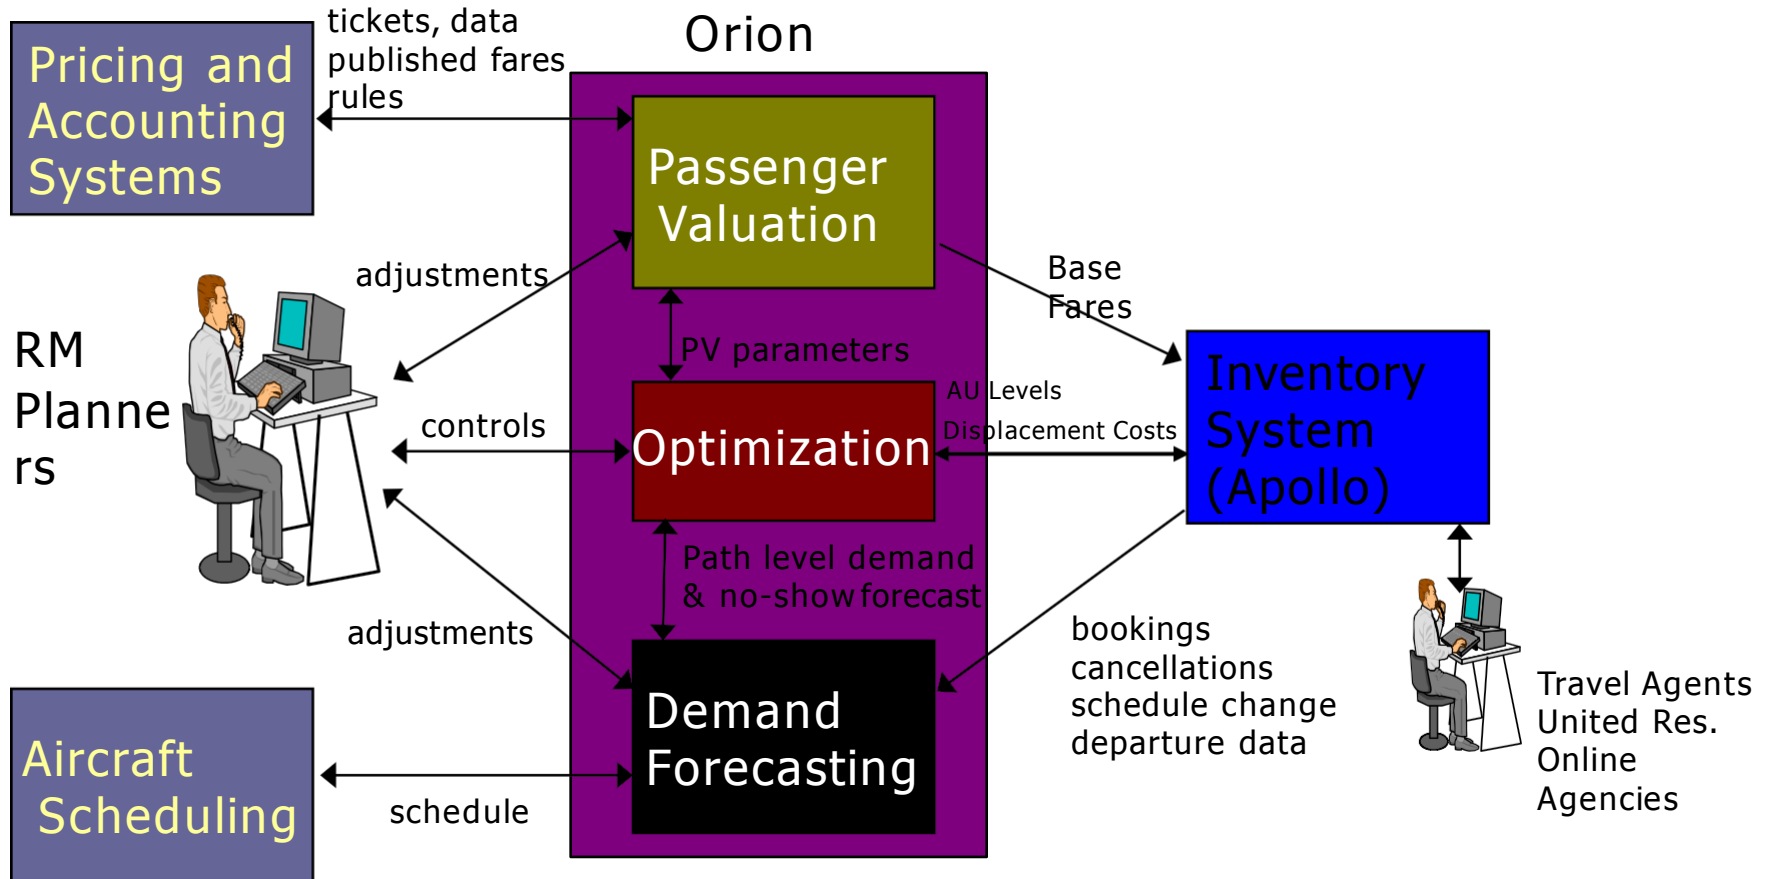 tickets, data
published fares
rules
Orion
Pricing and
Accounting
Systems
Passenger
Valuation
adjustments
Base
Fares
RM
Planne
rs
PV parameters
AU Levels
Displacement Costs
controls
Optimization
Inventory
System
(Apollo)
Path level demand
& no-show forecast
adjustments
bookings
cancellations
schedule change
departure data
Travel Agents
United Res.
Online
Agencies
Demand
Forecasting
Aircraft
Scheduling
schedule